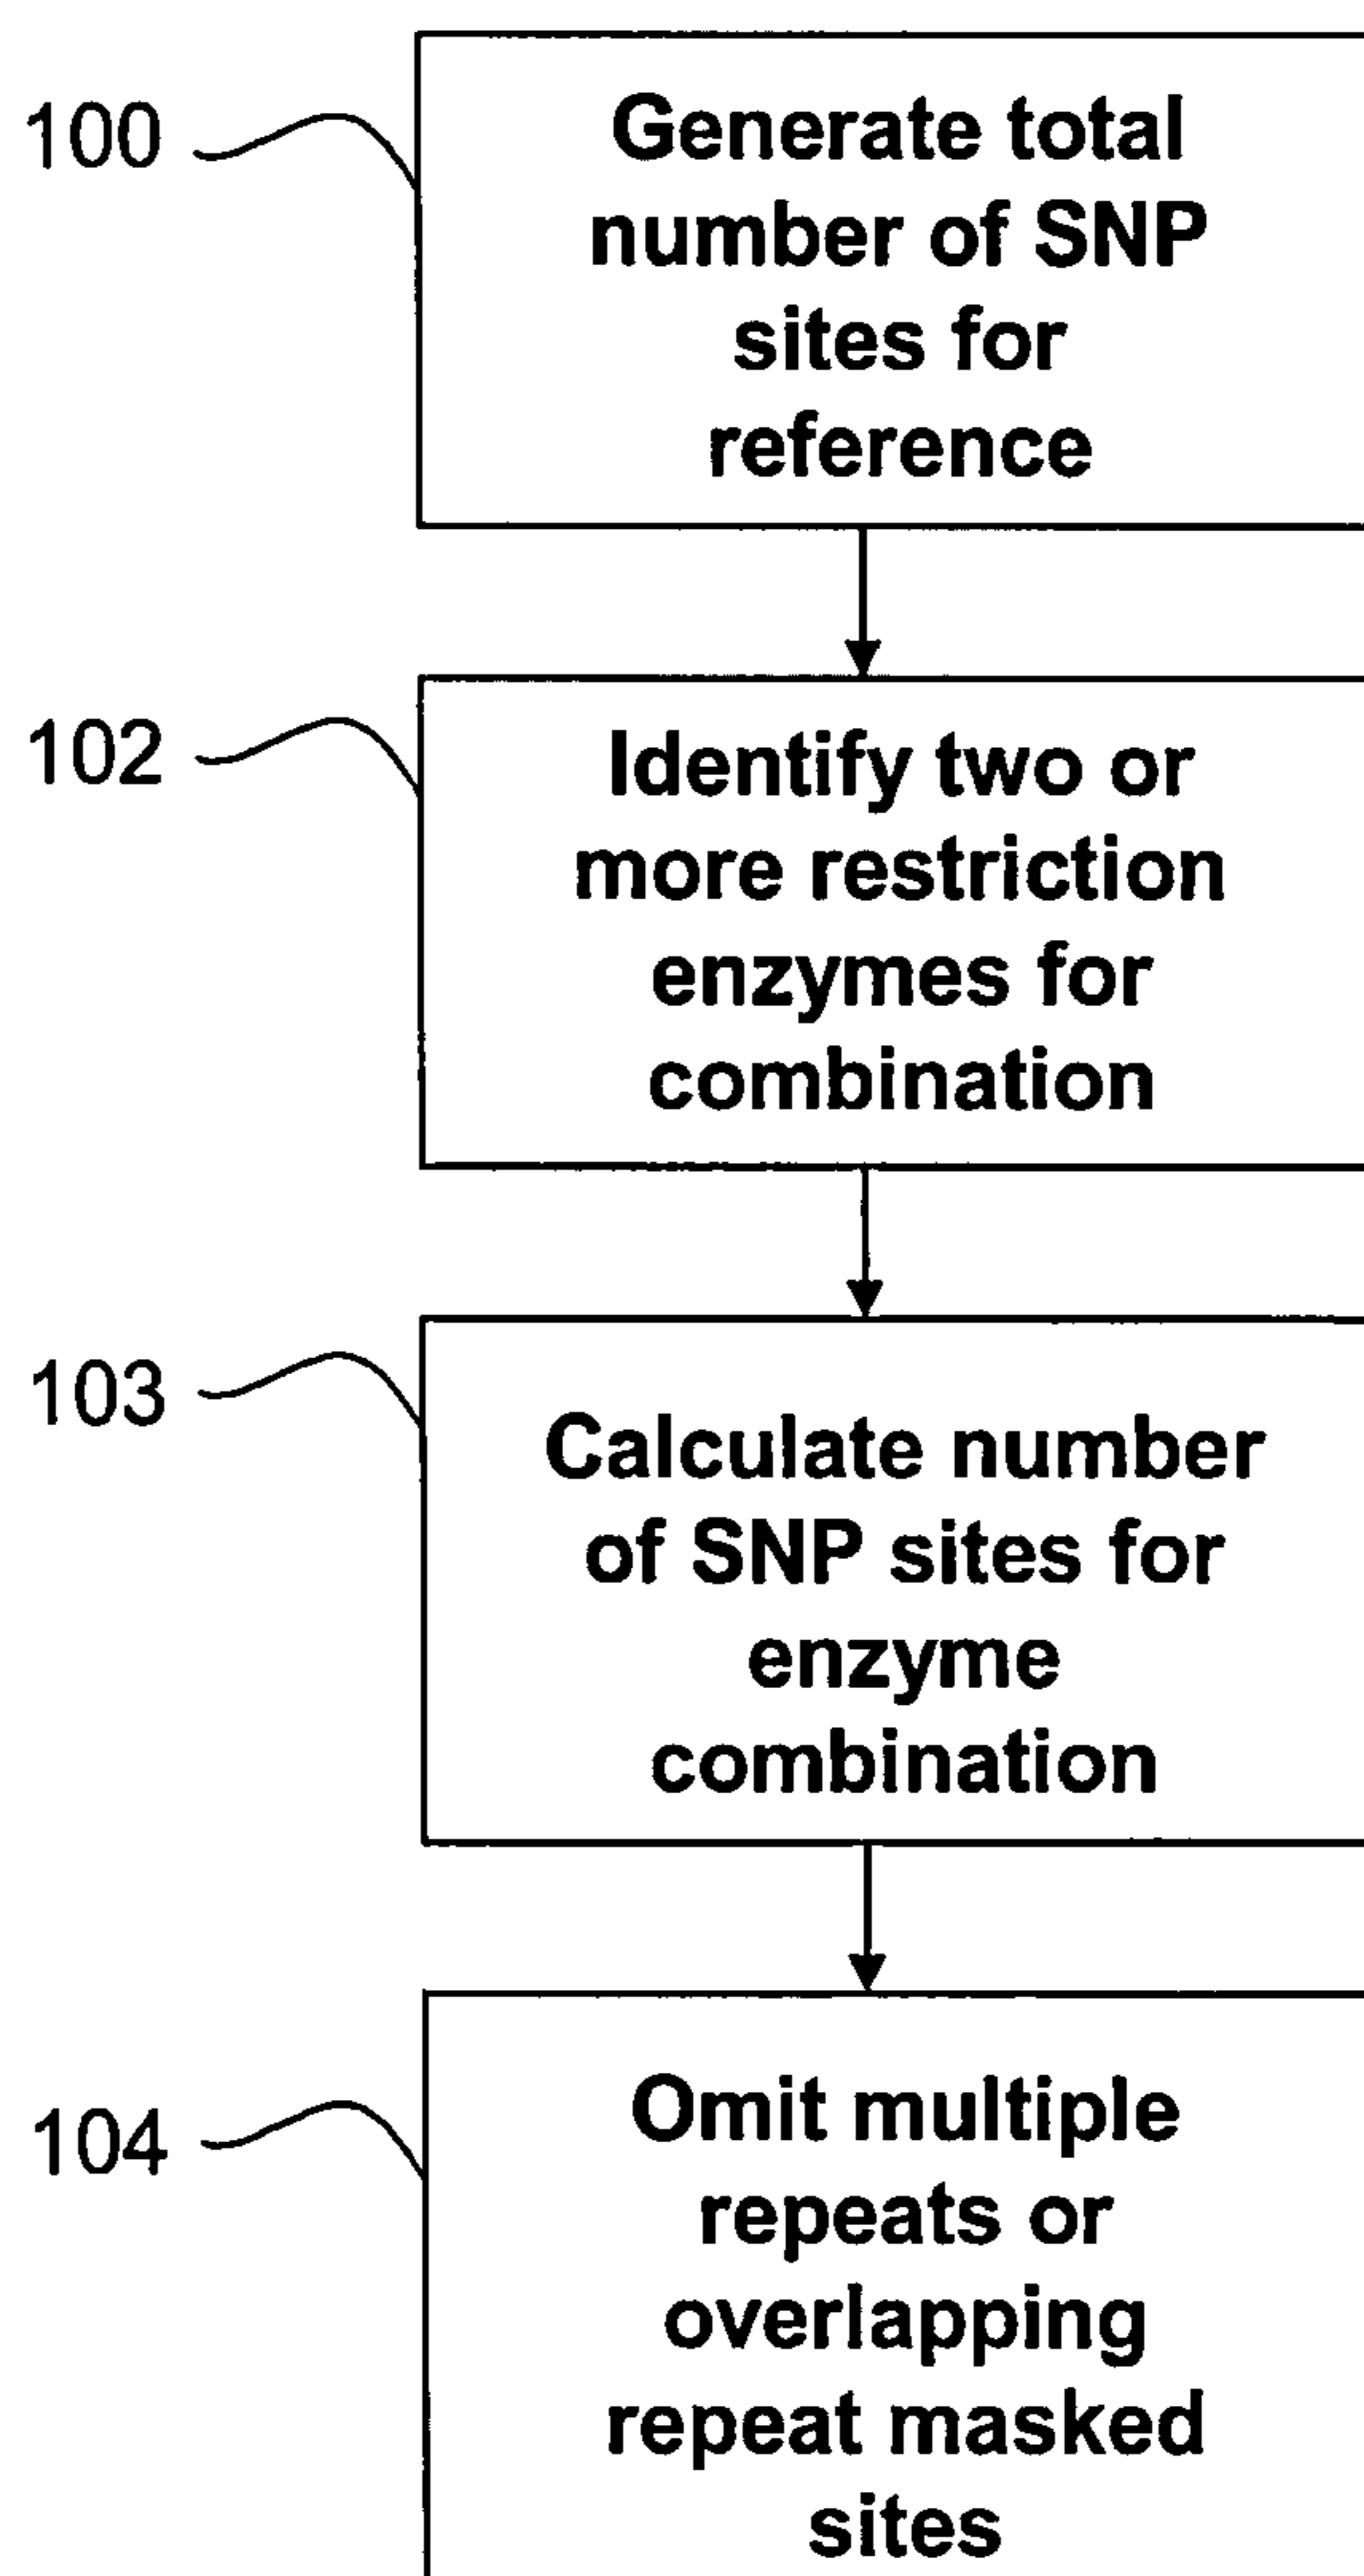 100
Generate total
number of SNP
sites for
reference
102
Identify two or
more restriction
enzymes for
combination
103
Calculate number
of SNP sites for
enzyme
combination
104
Omit multiple
repeats or
overlapping
repeat masked
sites